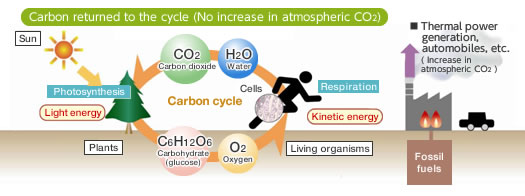 Carbon returned to the cycle (No increase in atmospheric CO2)
Sun
CO2
Carbon dioxide
H2O
Water
Photosynthesis
Light energy
Carbon cycle
Cells
Respiration
Kinetic energy
Plants
C6H12O6
Carbohydrate
(glucose)
O2
Oxygen
Living organisms
■ Thermal power
generation,
automobiles, etc.
( Increase in
atmospheric CO2 )
Fossil
fuels